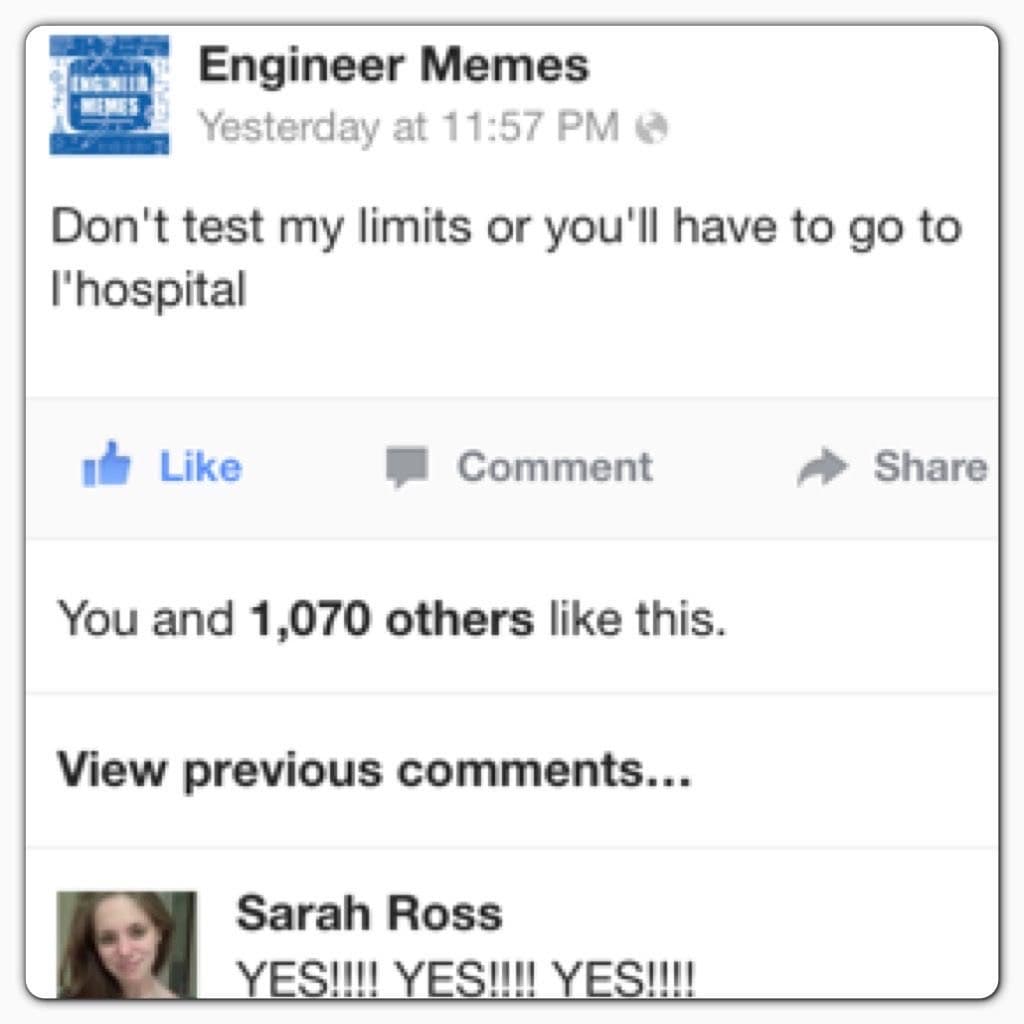 ENGINEER
MEMES
Engineer Memes
Yesterday at 11:57 PM
Don't test my limits or you'll have to go to
l'hospital
Like
Comment
Share
You and 1,070 others like this.
View previous comments...
Sarah Ross
YES!!!! YES!!!! YES!!!!